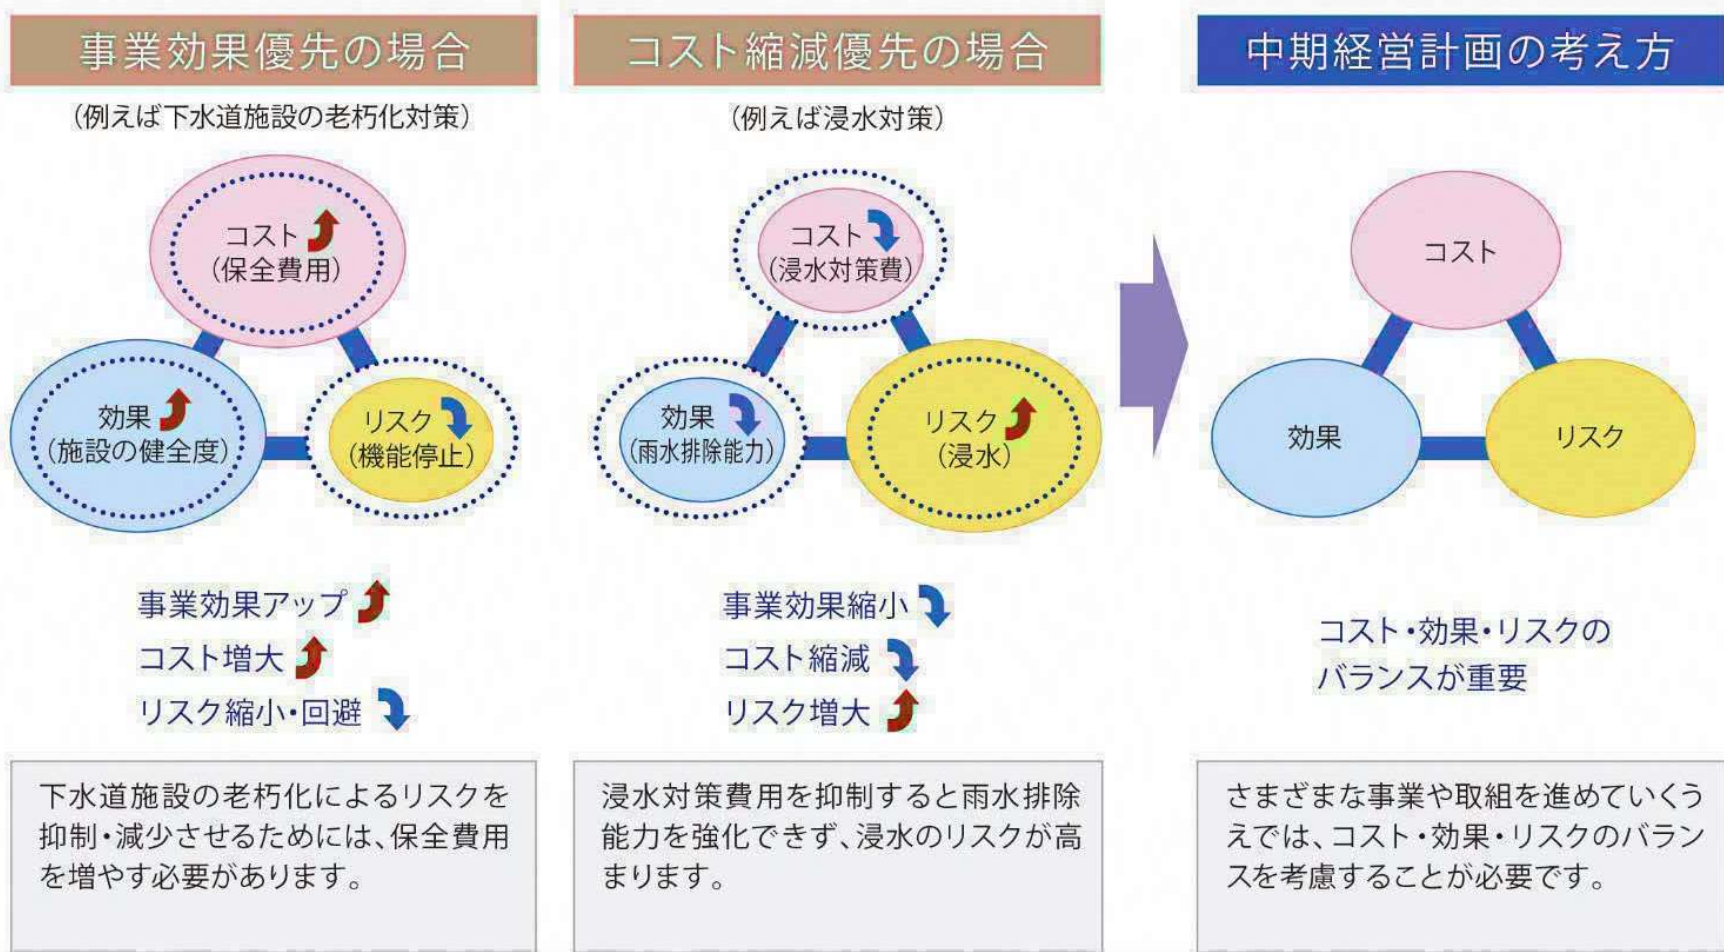 事業効果優先の場合
(例えば下水道施設の老朽化対策)
コスト
(保全費用)
効果
(施設の健全度)
リスク
(機能停止)
事業効果アップ
コスト増大
リスク縮小・回避
下水道施設の老朽化によるリスクを
抑制・減少させるためには、保全費用
を増やす必要があります。
コスト縮減優先の場合
(例えば浸水対策)
コスト
(浸水対策費)
効果
(雨水排除能力)
リスク
(浸水)
事業効果縮小
コスト縮減
リスク増大
浸水対策費用を抑制すると雨水排除
能力を強化できず、浸水のリスクが高
まります。
中期経営計画の考え方
コスト
効果
リスク
コスト・効果・リスクの
バランスが重要
さまざまな事業や取組を進めていくう
えでは、コスト・効果・リスクのバラン
スを考慮することが必要です。